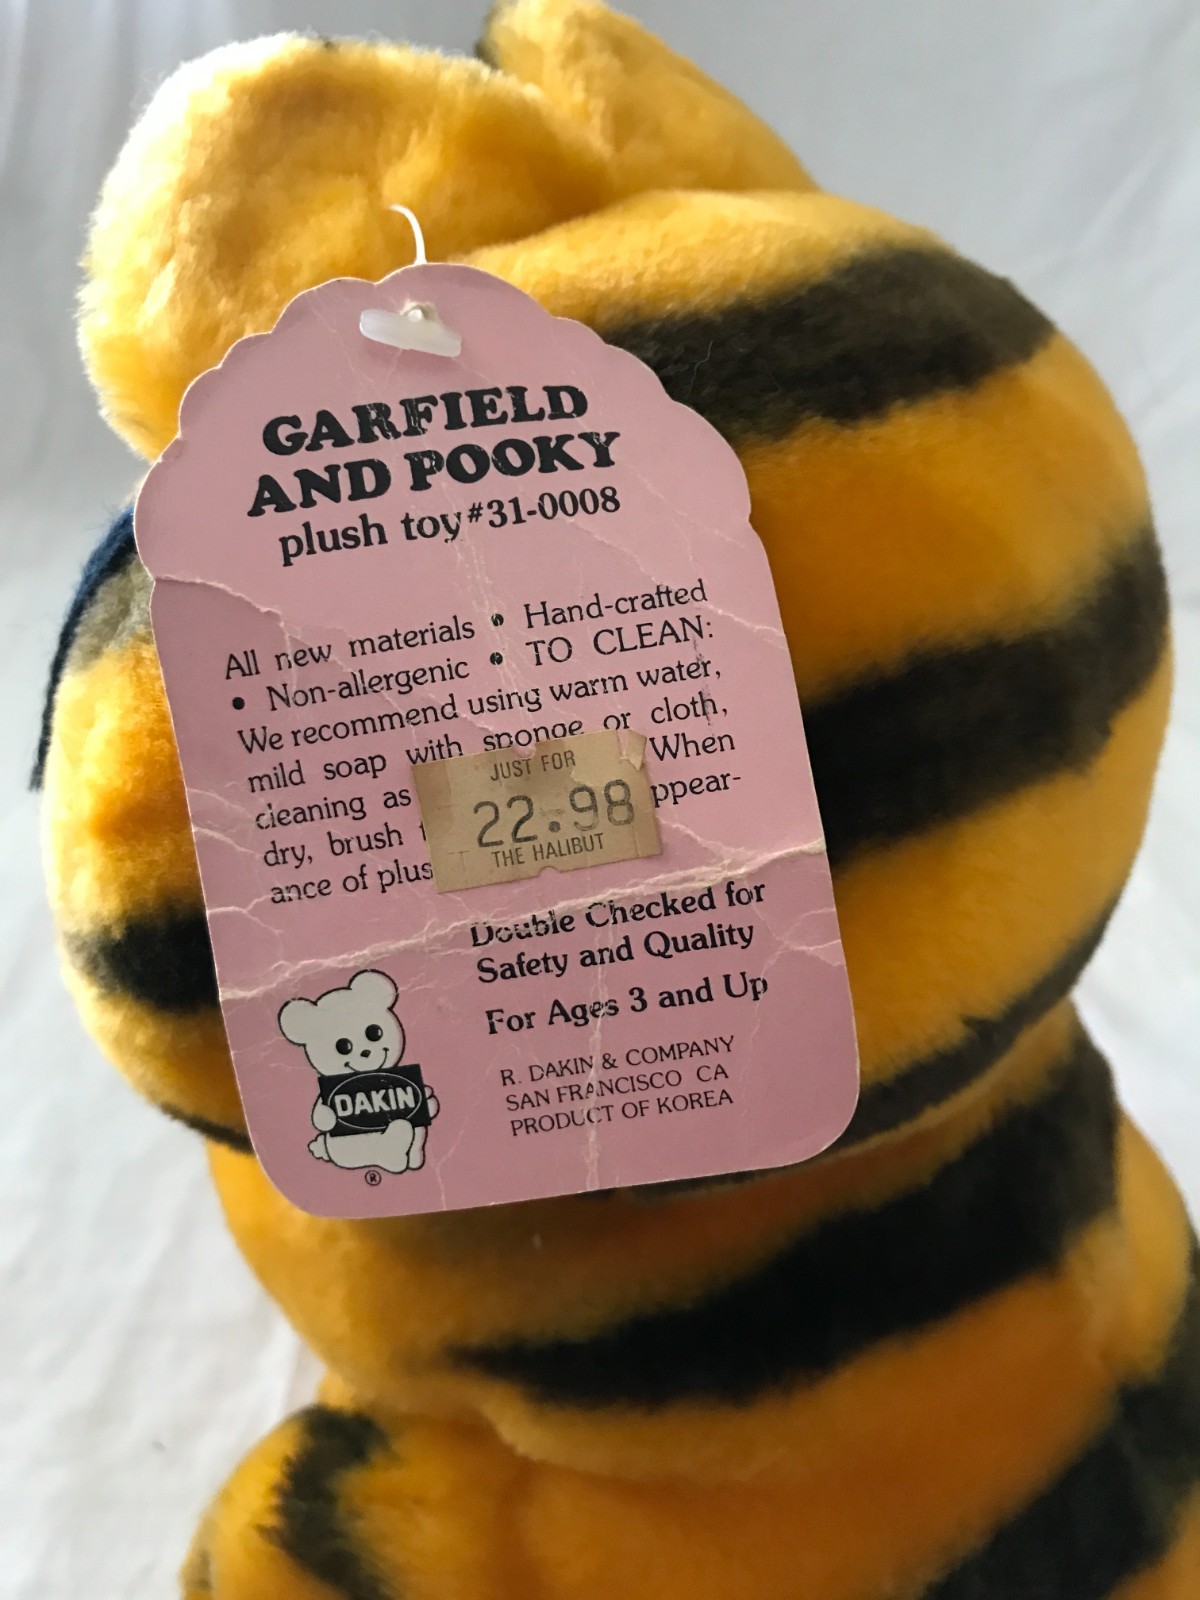 GARFIELD
AND POOKY
plush toy #31-0008
All new materials • Hand-crafted
• Non-allergenic • TO CLEAN:
We recommend using warm water,
mild soap with sponge or cloth,
cleaning as When
dry, brush ppear-
ance of plus
JUST FOR
22.98
THE HALIBUT
Double Checked for
Safety and Quality
For Ages 3 and Up
R. DAKIN & COMPANY
SAN FRANCISCO CA
PRODUCT OF KOREA
DAKIN
®